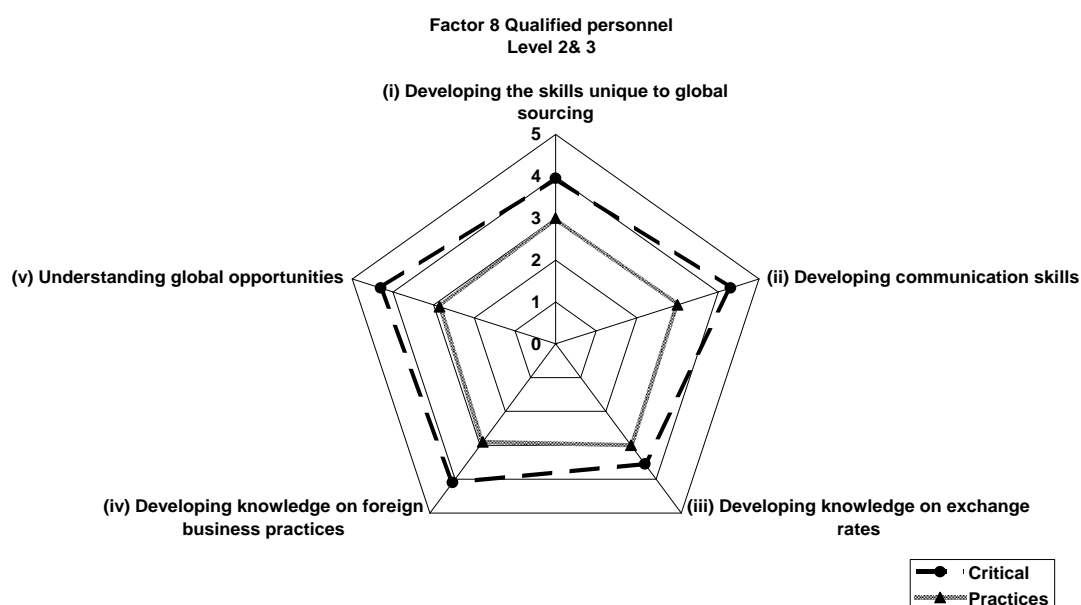 Factor 8 Qualified personnel
Level 2& 3
(i) Developing the skills unique to global
sourcing
5
4
3
2
1
0
(v) Understanding global opportunities
(ii) Developing communication skills
(iv) Developing knowledge on foreign
business practices
(iii) Developing knowledge on exchange
rates
Critical
Practices